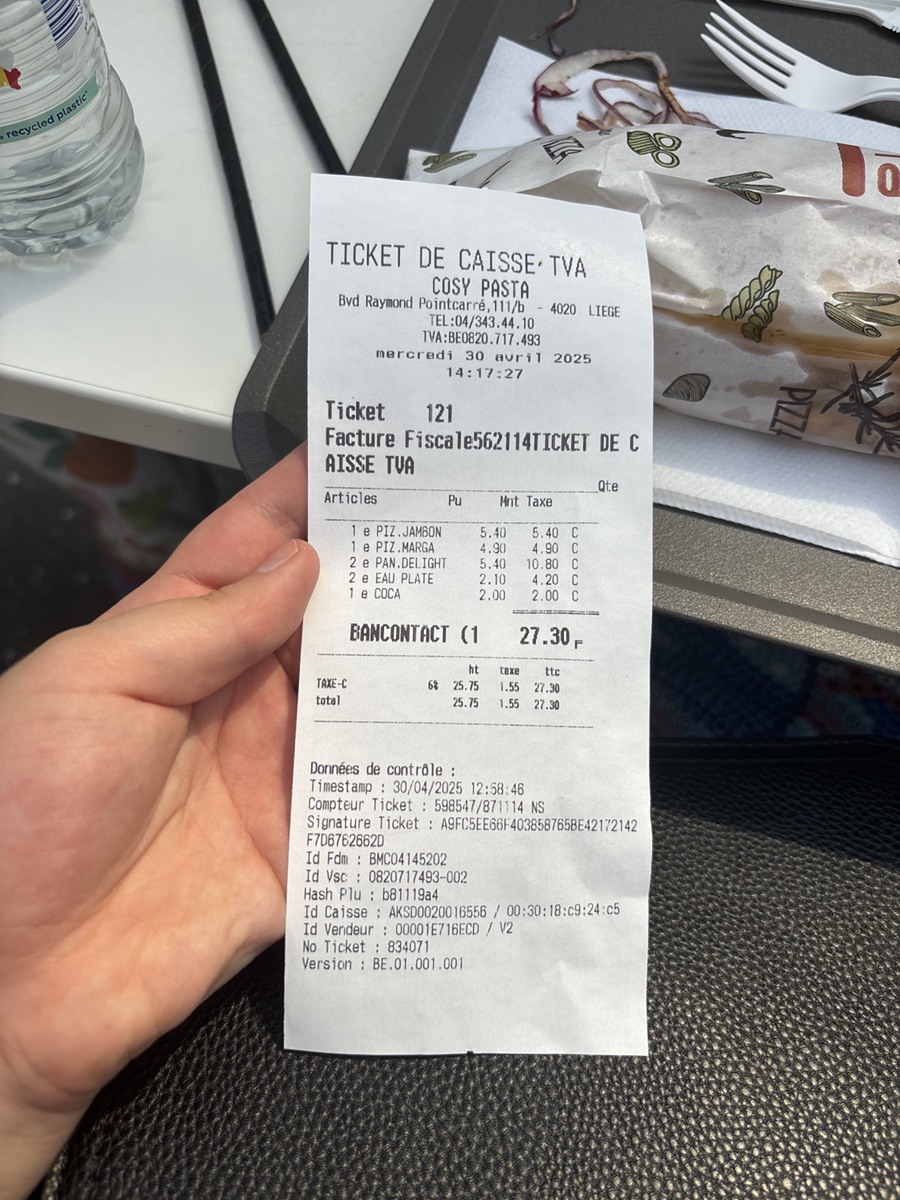 recycled plastic*
PIZZA
TICKET DE CAISSE TVA
COSY PASTA
Bvd Raymond Pointcarré,111/b - 4020 LIEGE
TEL:04/343.44.10
TVA:BE0820.717.493
mercredi 30 avril 2025
14:17:27
Ticket 121
Facture Fiscale562114TICKET DE C
AISSE TVA
Qte
Articles Pu Mnt Taxe
1 e PIZ.JAMBON 5.40 5.40 C
1 e PIZ.MARGA 4.90 4.90 C
2 e PAN.DELIGHT 5.40 10.80 C
2 e EAU PLATE 2.10 4.20 C
1 e COCA 2.00 2.00 C
BANCONTACT (1 27.30
ht taxe ttc
TAXE-C 6% 25.75 1.55 27.30
total 25.75 1.55 27.30
Données de contrôle :
Timestamp : 30/04/2025 12:58:46
Compteur Ticket : 598547/871114 NS
Signature Ticket : A9FC5EE66F403858765BE42172142
F7D6762662D
Id Fdm : BMC04145202
Id Vsc : 0820717493-002
Hash Plu : b81119a4
Id Caisse : AKSD0020016556 / 00:30:18:c9:24:c5
Id Vendeur : 00001E716ECD / V2
No Ticket : 834071
Version : BE.01.001.001
PIZZA